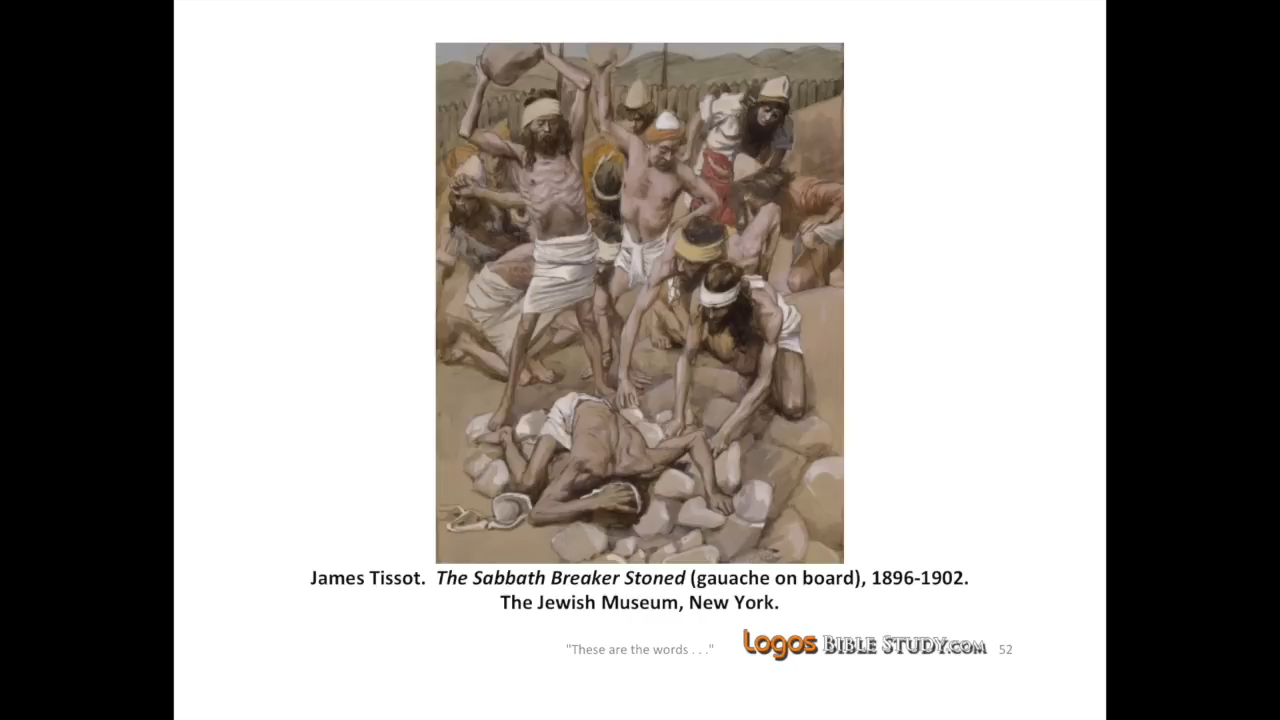 James Tissot. The Sabbath Breaker Stoned (gauache on board), 1896-1902.
The Jewish Museum, New York.
"These are the words . . ." Logos BIBLE STUDY.COM 52